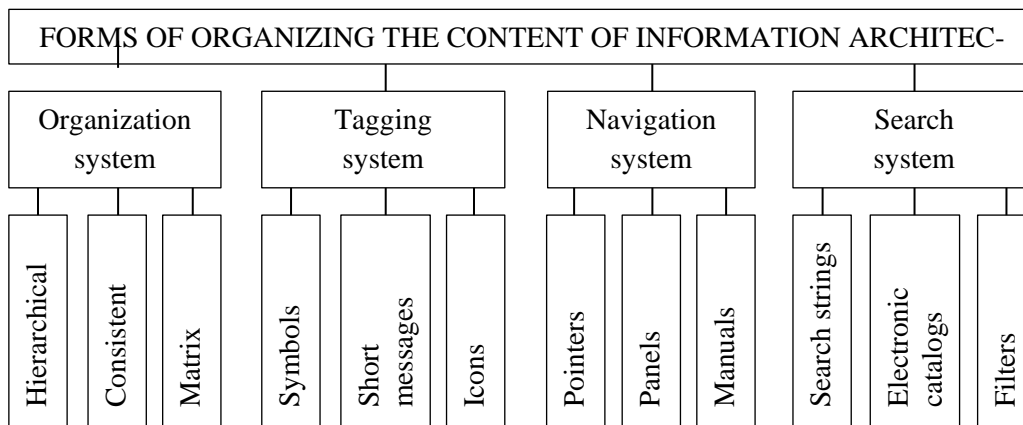 FORMS OF ORGANIZING THE CONTENT OF INFORMATION ARCHITEC-
Organization
system
Tagging
system
Navigation
system
Search
system
Hierarchical
Consistent
Matrix
Symbols
Short
messages
Icons
Pointers
Panels
Manuals
Search strings
Electronic
catalogs
Filters